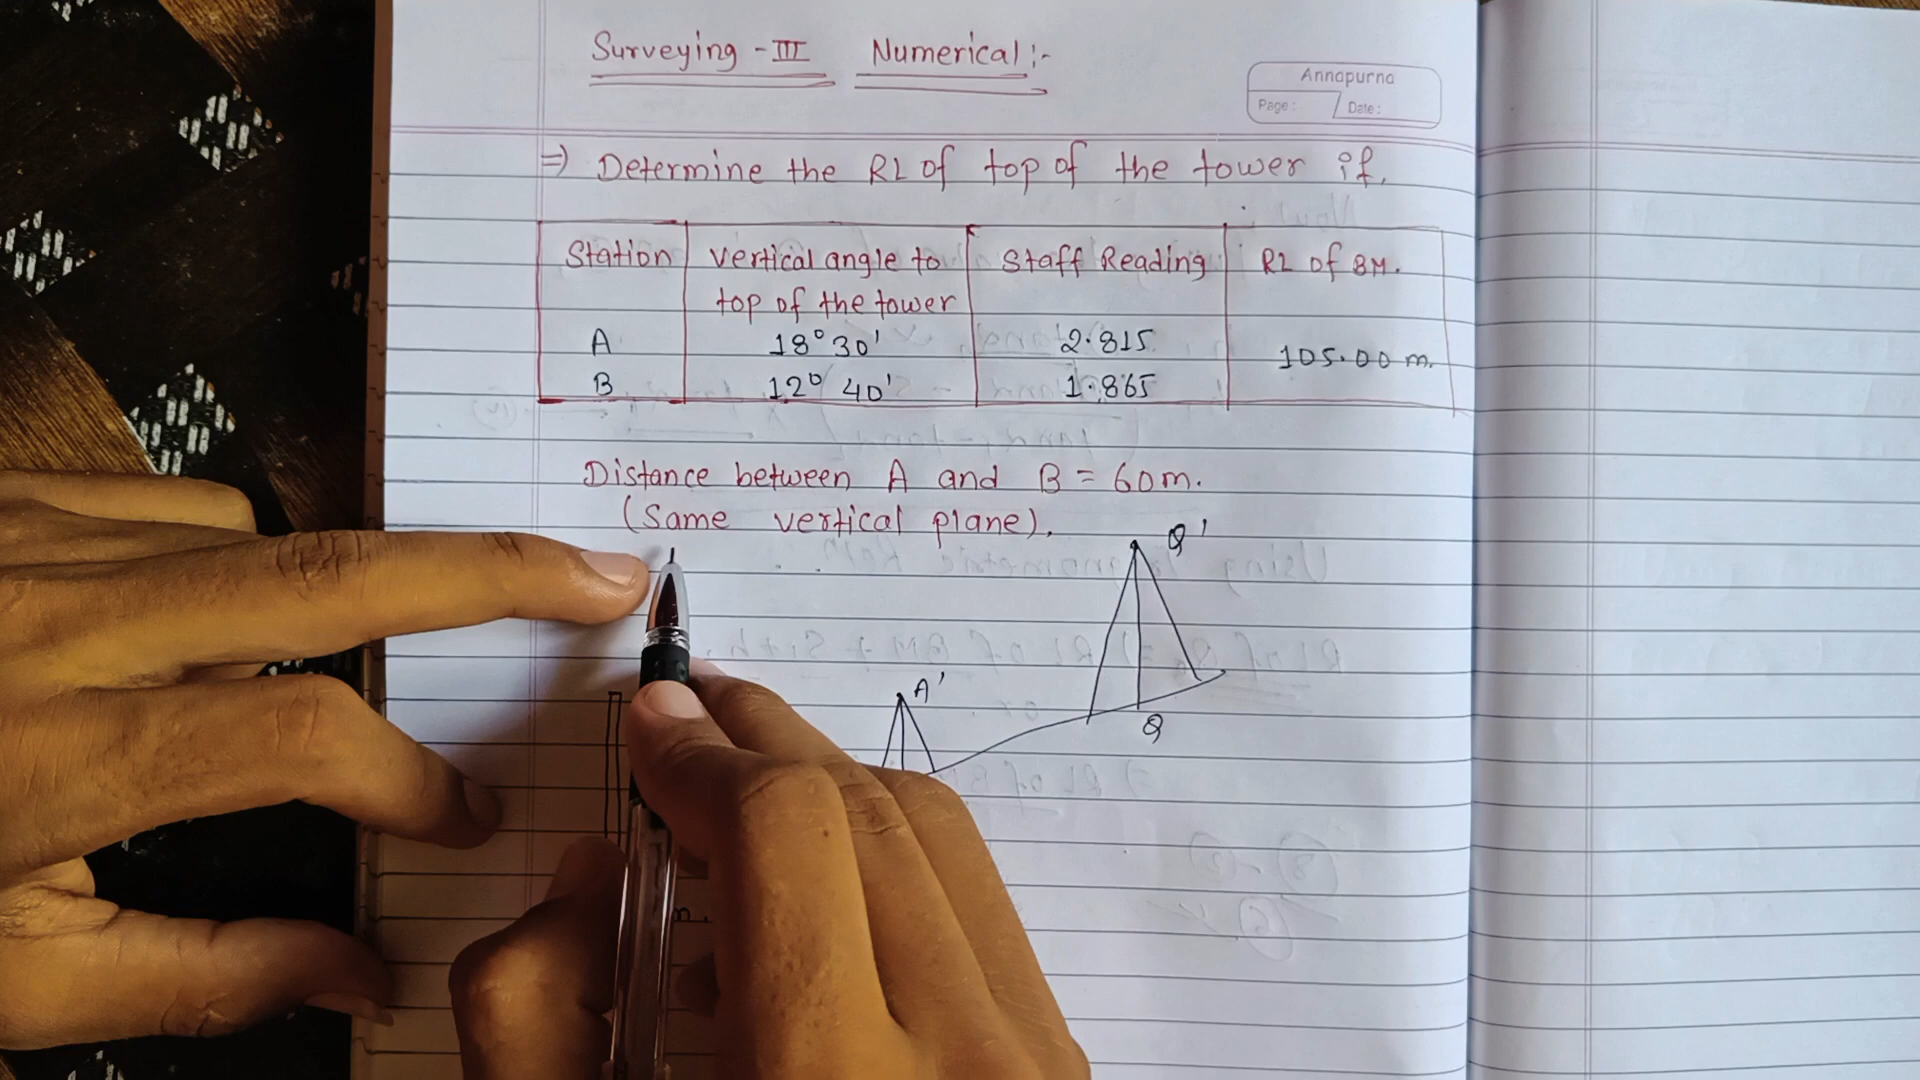 Surveying - III Numerical :-
Annapurna
Page: Date:
⇒ Determine the RL of top of the tower if,
Station Vertical angle to top of the tower Staff Reading RL of BM.
A 18° 30' 2.815 105.00 m.
B 12° 40' 1.865
Distance between A and B = 60m.
(Same vertical plane).
Q'
A'
Q